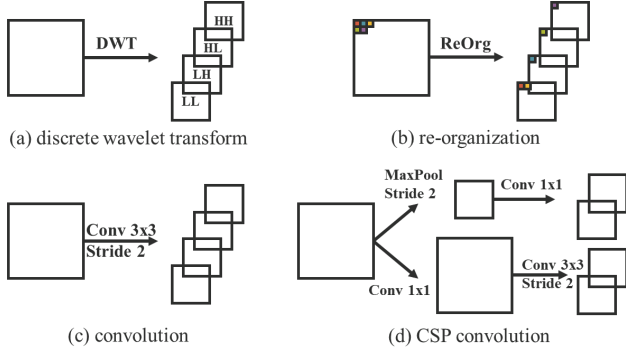 DWT
HH
HL
LH
LL
(a) discrete wavelet transform
ReOrg
(b) re-organization
Conv 3x3
Stride 2
(c) convolution
MaxPool
Stride 2
Conv 1x1
Conv 1x1
Conv 3x3
Stride 2
(d) CSP convolution